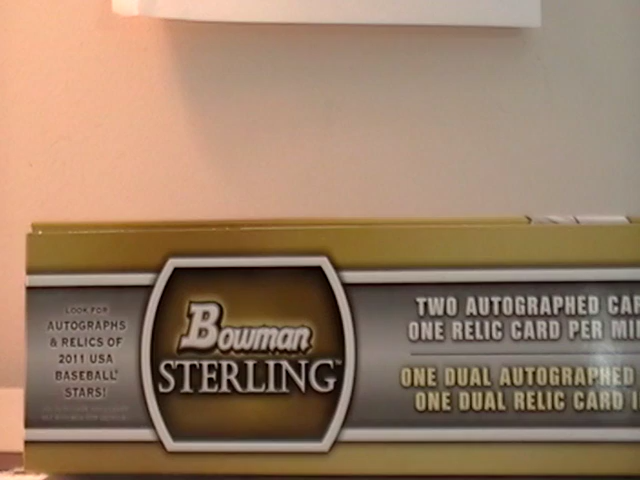 LOOK FOR
AUTOGRAPHS
& RELICS OF
2011 USA
BASEBALL®
STARS!
Bowman
STERLING™
TWO AUTOGRAPHED
ONE RELIC CARD PER
ONE DUAL AUTOGRAPHED
ONE DUAL RELIC CARD